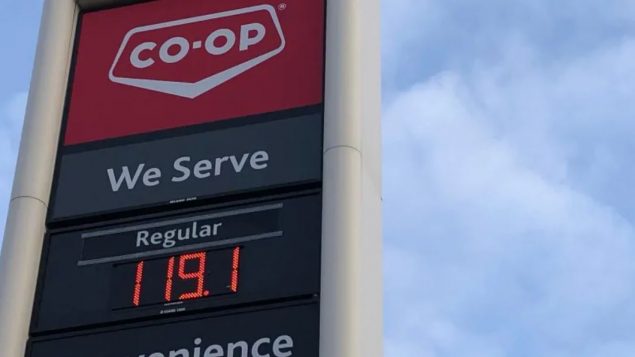 CO-OP®
We Serve
Regular
119.1